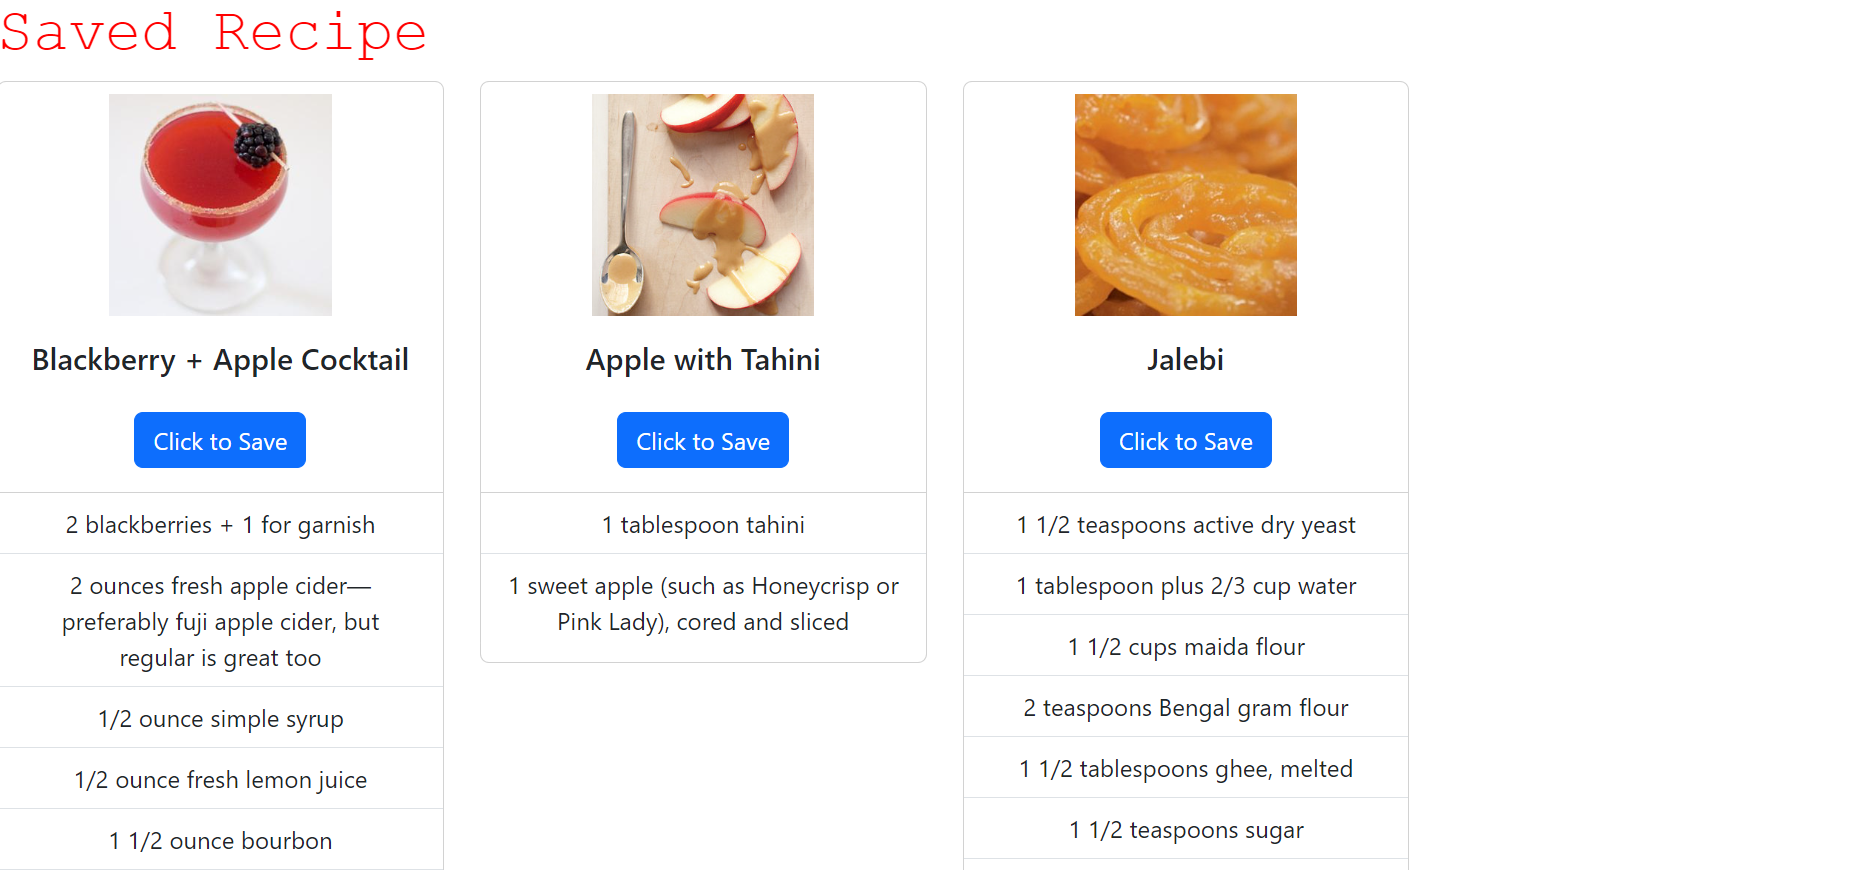 Saved Recipe
Blackberry + Apple Cocktail
Click to Save
2 blackberries + 1 for garnish
2 ounces fresh apple cider—
preferably fuji apple cider, but
regular is great too
1/2 ounce simple syrup
1/2 ounce fresh lemon juice
1 1/2 ounce bourbon
Apple with Tahini
Click to Save
1 tablespoon tahini
1 sweet apple (such as Honeycrisp or
Pink Lady), cored and sliced
Jalebi
Click to Save
1 1/2 teaspoons active dry yeast
1 tablespoon plus 2/3 cup water
1 1/2 cups maida flour
2 teaspoons Bengal gram flour
1 1/2 tablespoons ghee, melted
1 1/2 teaspoons sugar